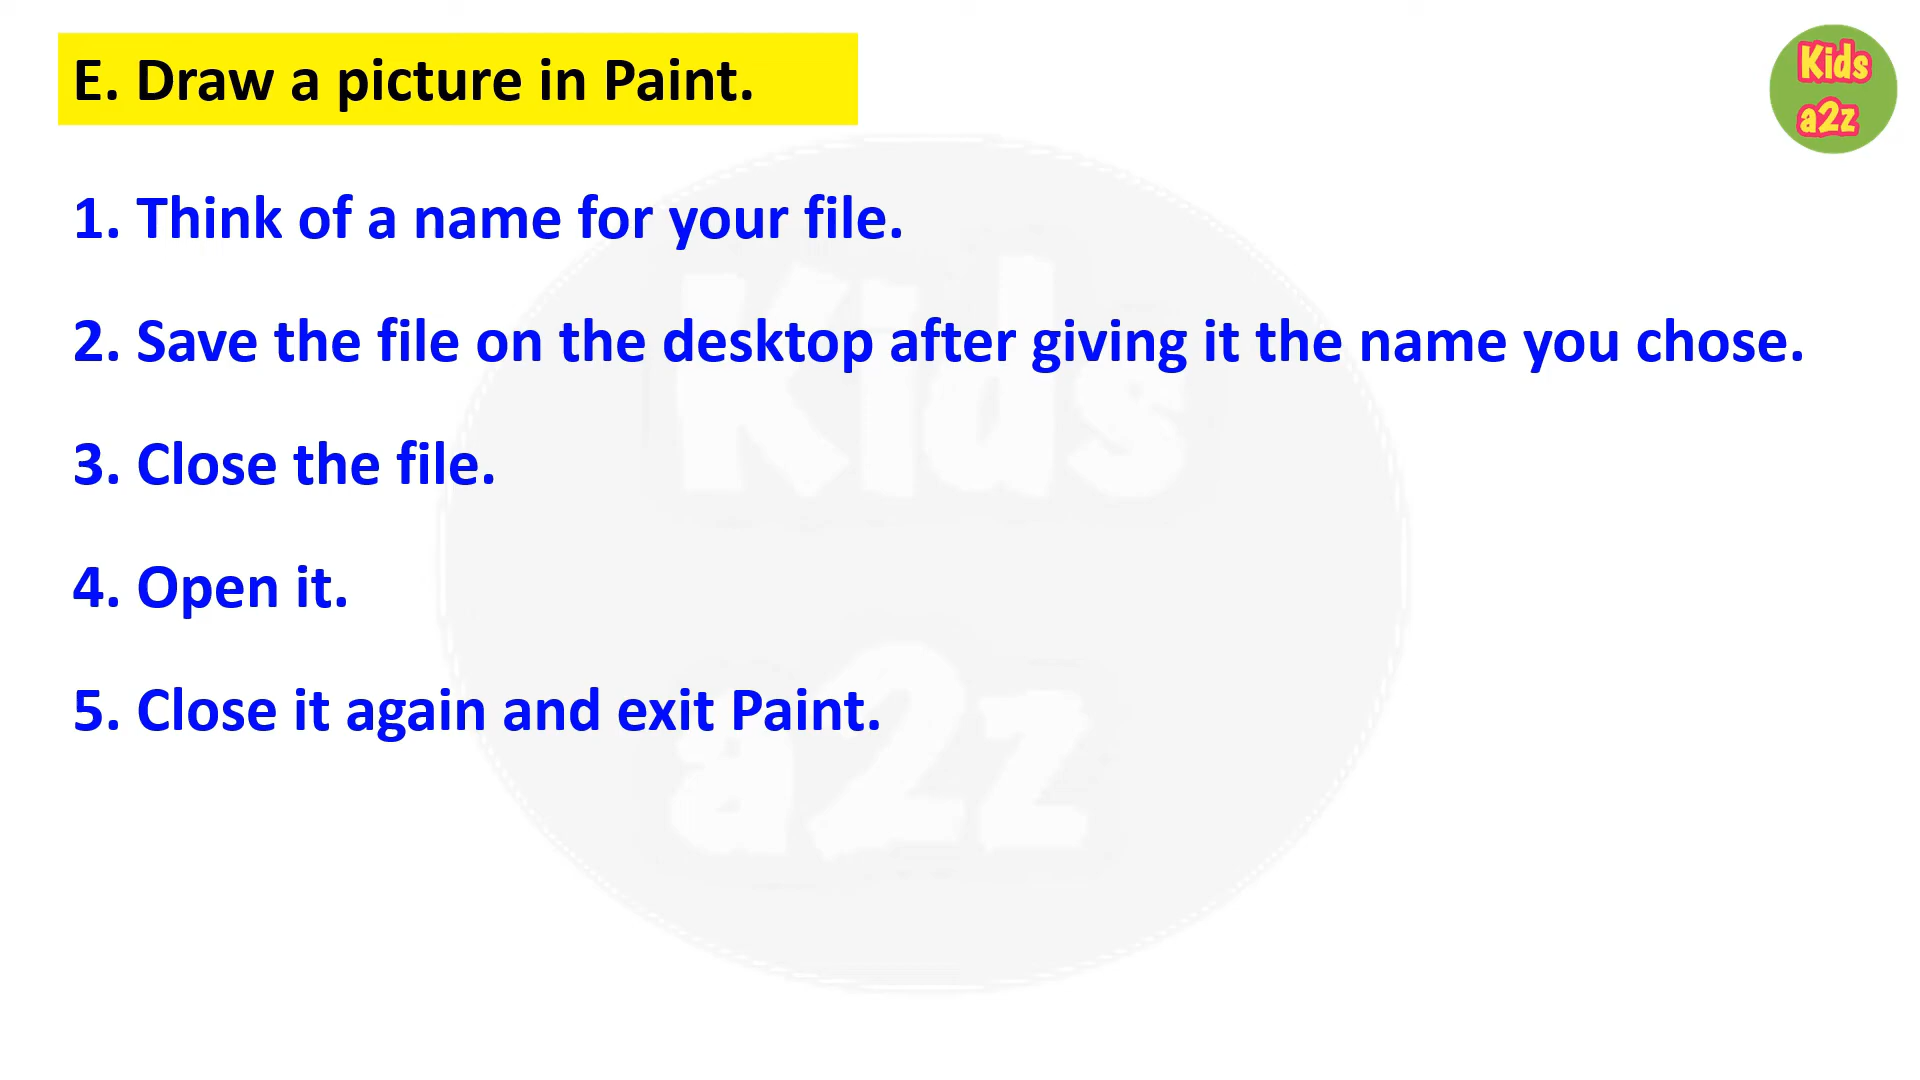 E. Draw a picture in Paint.
Kids
a2z
1. Think of a name for your file.
2. Save the file on the desktop after giving it the name you chose.
3. Close the file.
4. Open it.
5. Close it again and exit Paint.
Kids
a2z